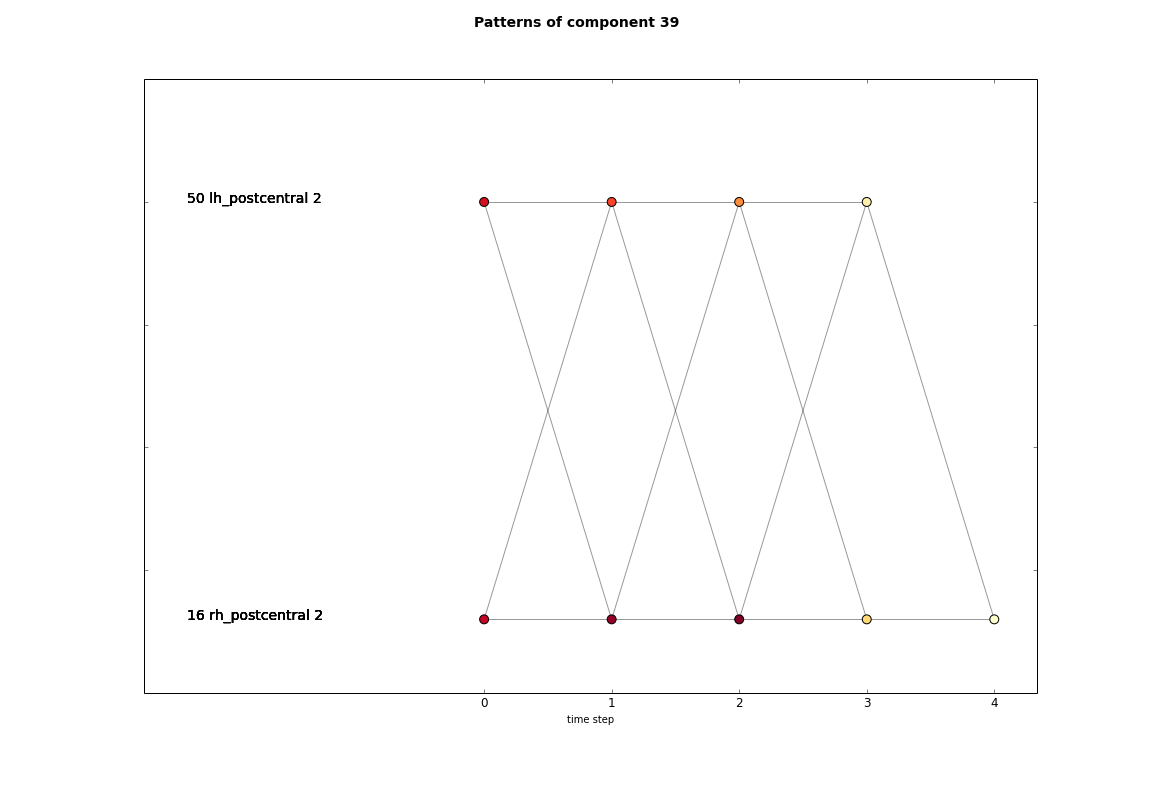 Patterns of component 39
50 lh_postcentral 2
16 rh_postcentral 2
0 1 2 3 4
time step